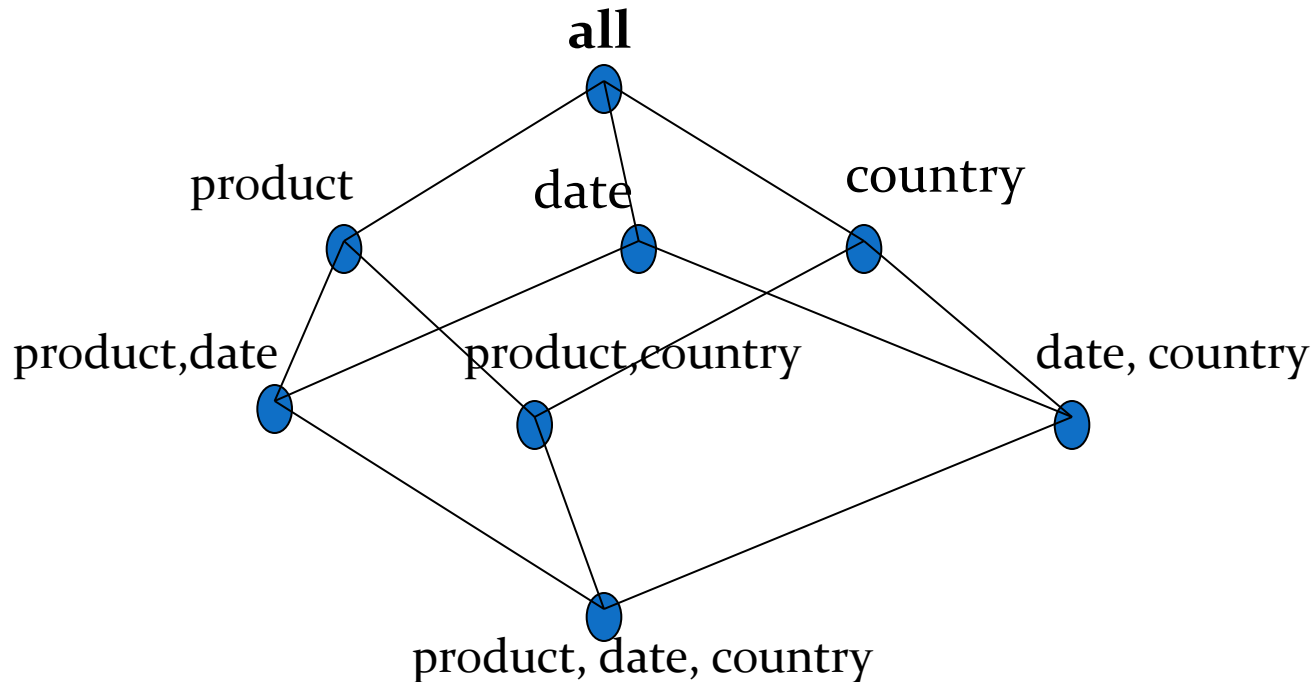 all
product
date
country
product,date
product,country
date, country
product, date, country